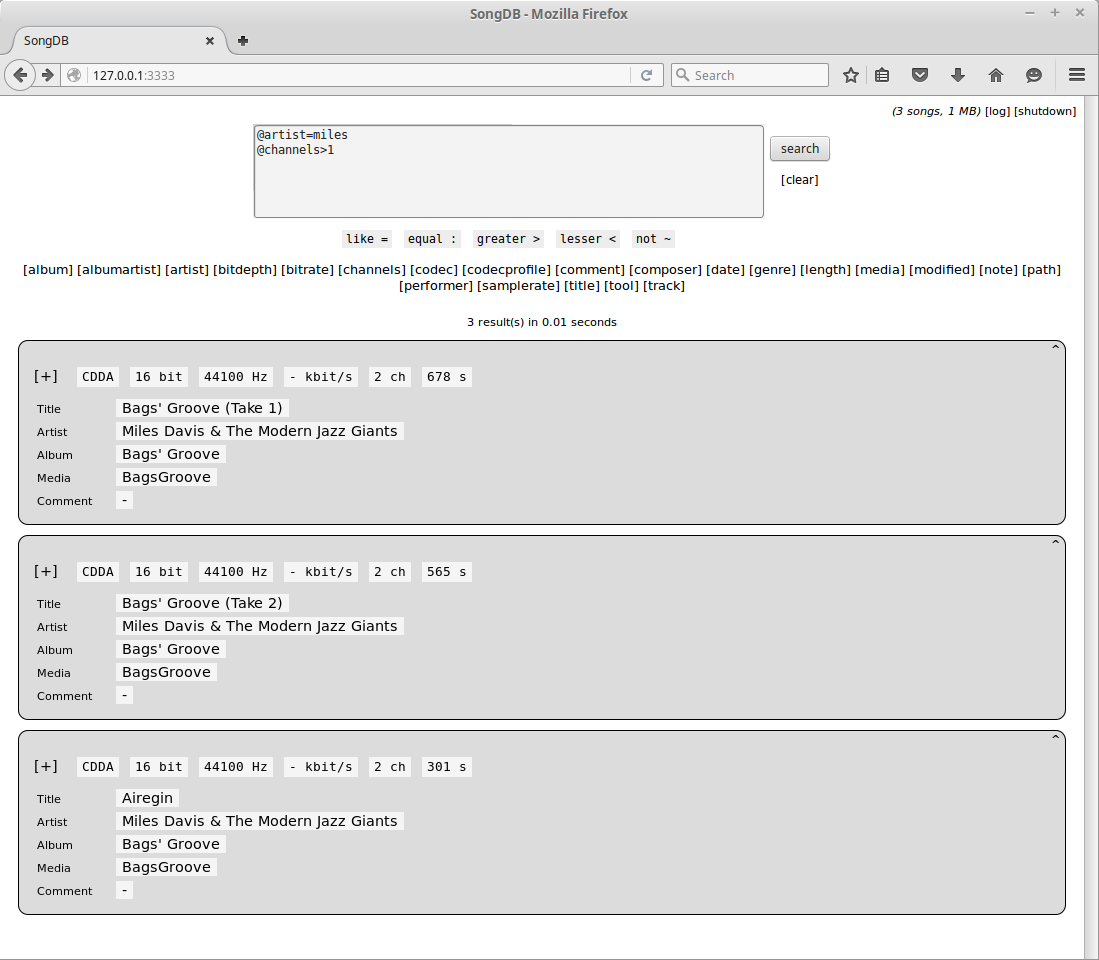 SongDB - Mozilla Firefox
SongDB
127.0.0.1:3333
Search
(3 songs, 1 MB) [log] [shutdown]
@artist=miles
@channels>1
search
[clear]
like = equal : greater > lesser < not ~
[album] [albumartist] [artist] [bitdepth] [bitrate] [channels] [codec] [codecprofile] [comment] [composer] [date] [genre] [length] [media] [modified] [note] [path]
[performer] [samplerate] [title] [tool] [track]
3 result(s) in 0.01 seconds
^
[+] CDDA 16 bit 44100 Hz - kbit/s 2 ch 678 s
Title Bags' Groove (Take 1)
Artist Miles Davis & The Modern Jazz Giants
Album Bags' Groove
Media BagsGroove
Comment -
^
[+] CDDA 16 bit 44100 Hz - kbit/s 2 ch 565 s
Title Bags' Groove (Take 2)
Artist Miles Davis & The Modern Jazz Giants
Album Bags' Groove
Media BagsGroove
Comment -
^
[+] CDDA 16 bit 44100 Hz - kbit/s 2 ch 301 s
Title Airegin
Artist Miles Davis & The Modern Jazz Giants
Album Bags' Groove
Media BagsGroove
Comment -